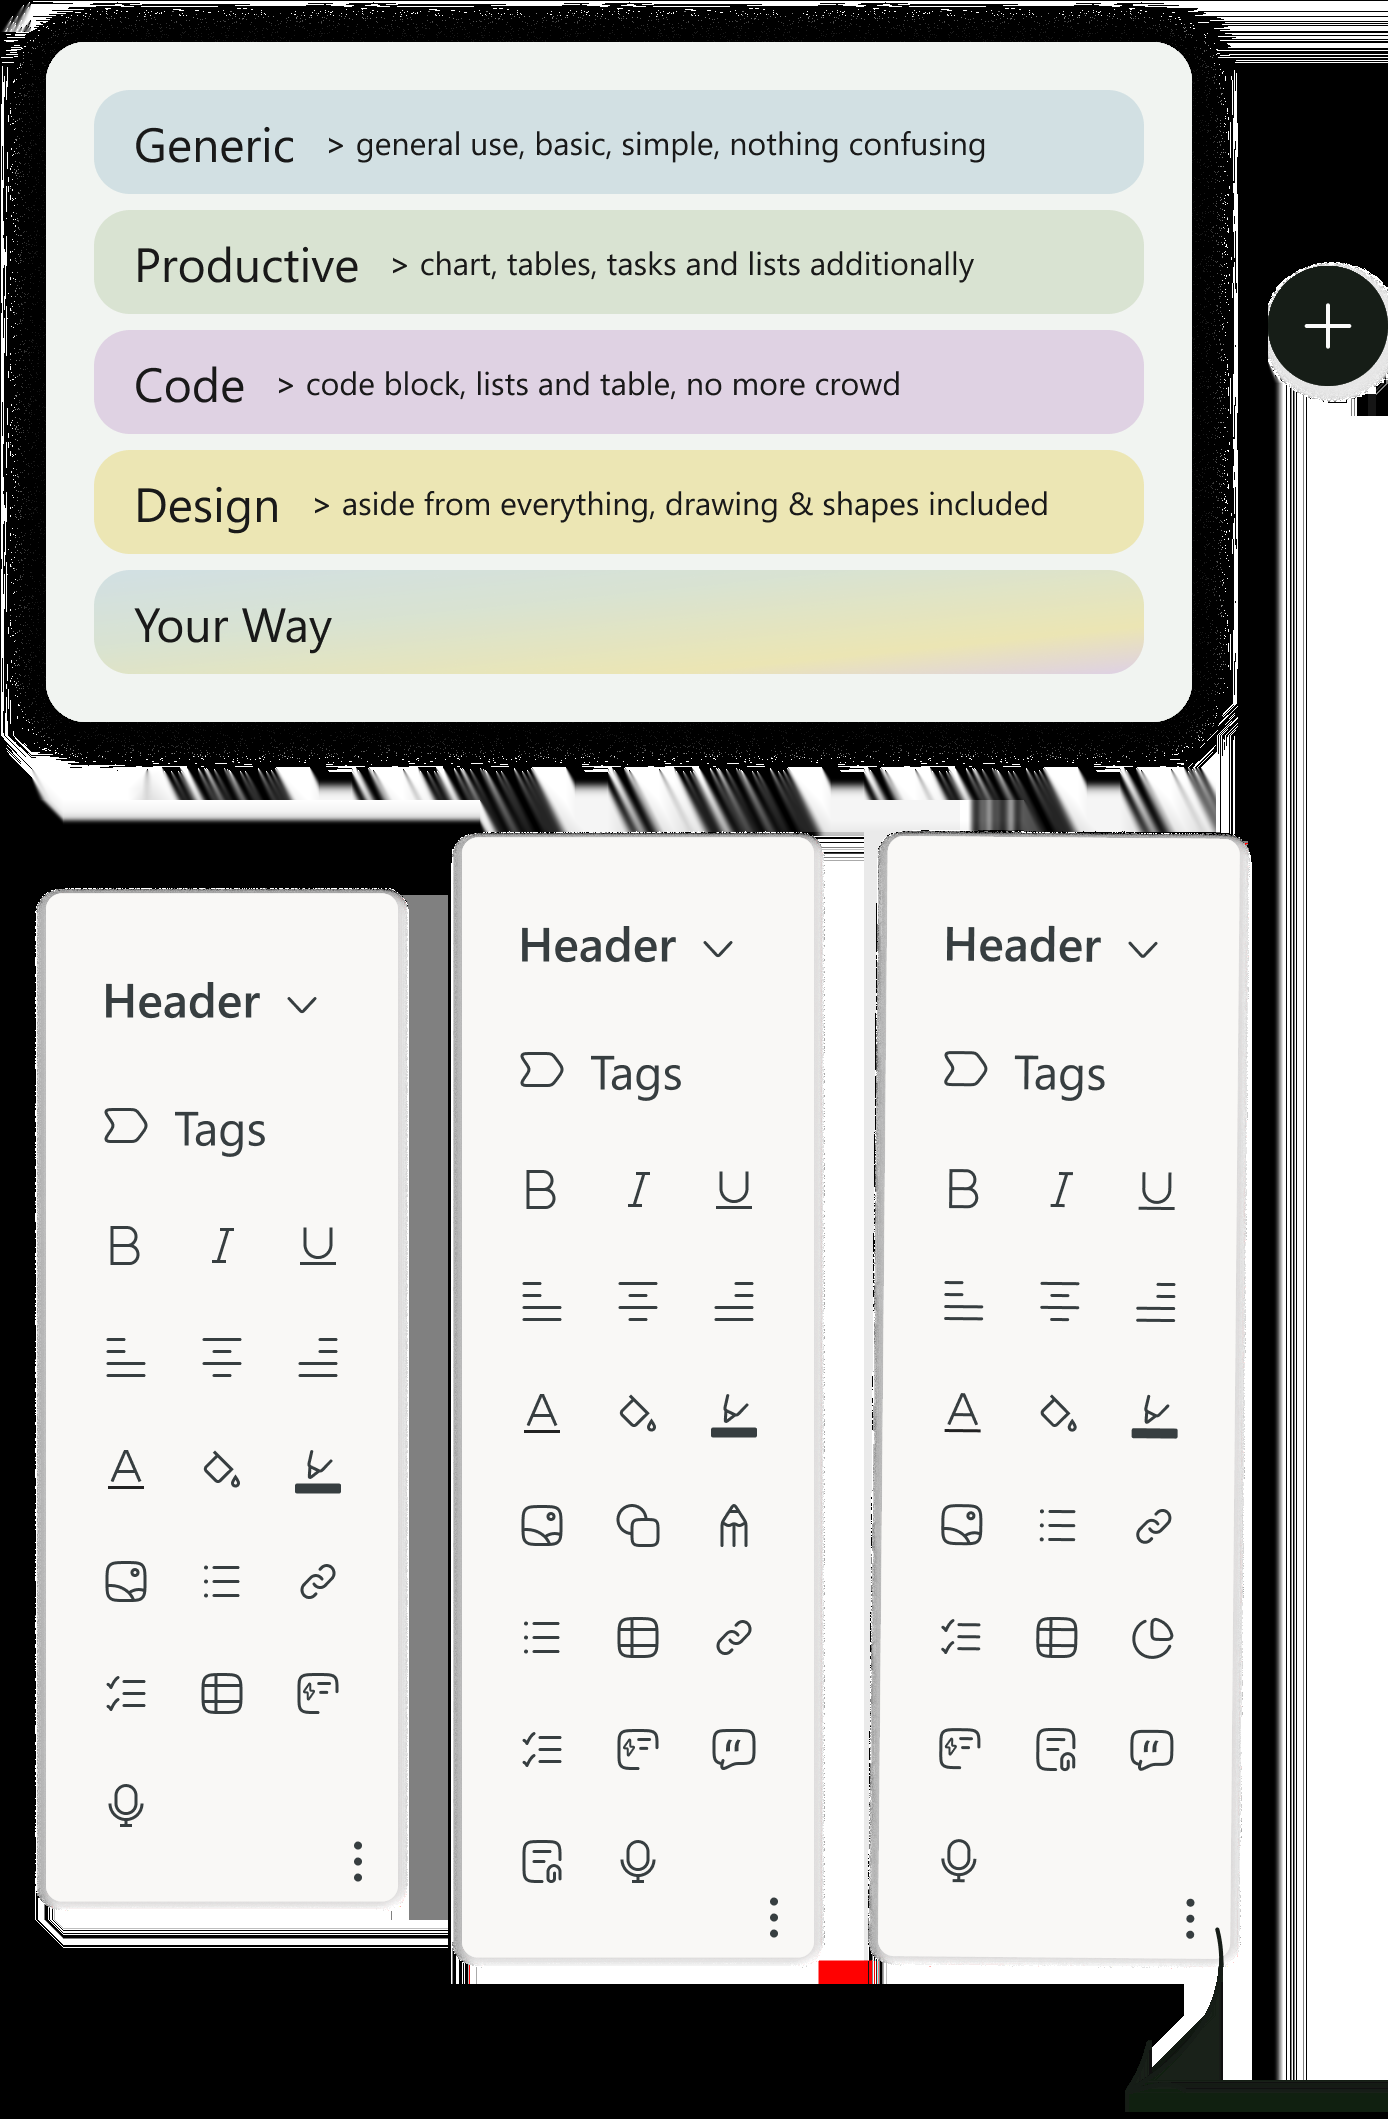 Generic > general use, basic, simple, nothing confusing
Productive > chart, tables, tasks and lists additionally
Code > code block, lists and table, no more crowd
Design > aside from everything, drawing & shapes included
Your Way
Header
Tags
B I U
A
Header
Tags
B I U
A
Header
Tags
B I U
A